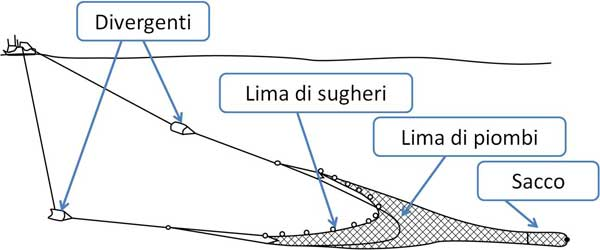 Divergenti
Lima di sugheri
Lima di piombi
Sacco